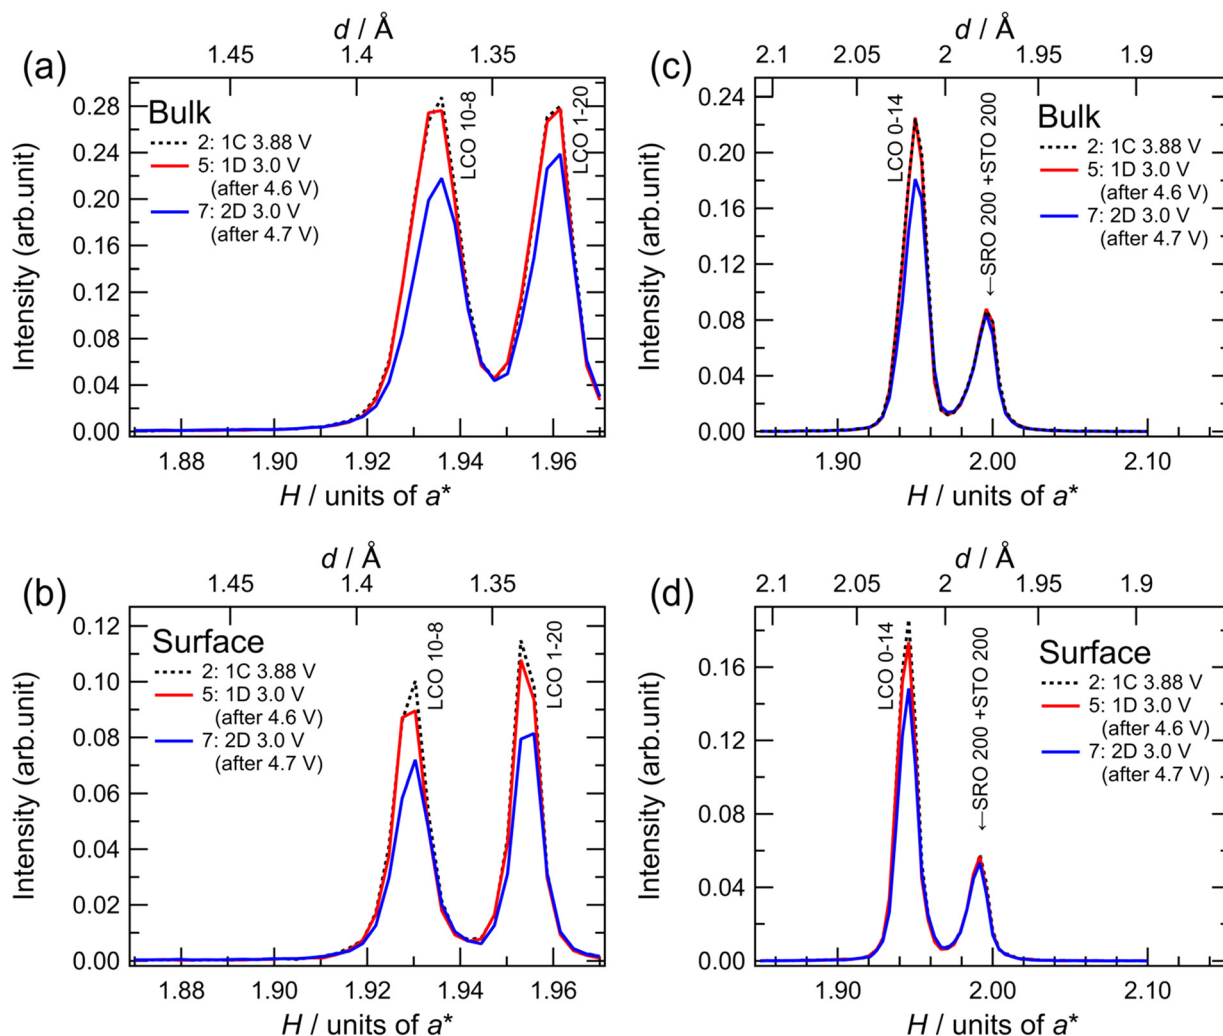 (a)
d / Å
1.45 1.4 1.35
Intensity (arb.unit)
0.28
0.24
0.20
0.16
0.12
0.08
0.04
0.00
Bulk
2: 1C 3.88 V
5: 1D 3.0 V
(after 4.6 V)
7: 2D 3.0 V
(after 4.7 V)
LCO 10-8
LCO 1-20
1.88 1.90 1.92 1.94 1.96
H / units of a*
(c)
d / Å
2.1 2.05 2 1.95 1.9
Intensity (arb.unit)
0.24
0.20
0.16
0.12
0.08
0.04
0.00
LCO 0-14
←SRO 200 +STO 200
Bulk
2: 1C 3.88 V
5: 1D 3.0 V
(after 4.6 V)
7: 2D 3.0 V
(after 4.7 V)
1.90 2.00 2.10
H / units of a*
(b)
d / Å
1.45 1.4 1.35
Intensity (arb.unit)
0.12
0.10
0.08
0.06
0.04
0.02
0.00
Surface
2: 1C 3.88 V
5: 1D 3.0 V
(after 4.6 V)
7: 2D 3.0 V
(after 4.7 V)
LCO 10-8
LCO 1-20
1.88 1.90 1.92 1.94 1.96
H / units of a*
(d)
d / Å
2.1 2.05 2 1.95 1.9
Intensity (arb.unit)
0.16
0.12
0.08
0.04
0.00
LCO 0-14
←SRO 200 +STO 200
Surface
2: 1C 3.88 V
5: 1D 3.0 V
(after 4.6 V)
7: 2D 3.0 V
(after 4.7 V)
1.90 2.00 2.10
H / units of a*